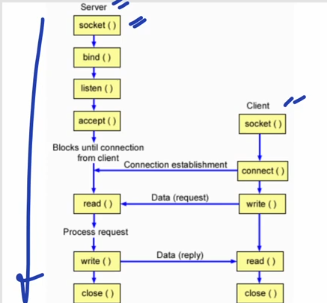 Server
socket ( )
bind ( )
listen ( )
accept ( )
Blocks until connection
from client
Client
socket ( )
Connection establishment
connect ( )
read ( )
Data (request)
write ( )
Process request
write ( )
Data (reply)
read ( )
close ( )
close ( )